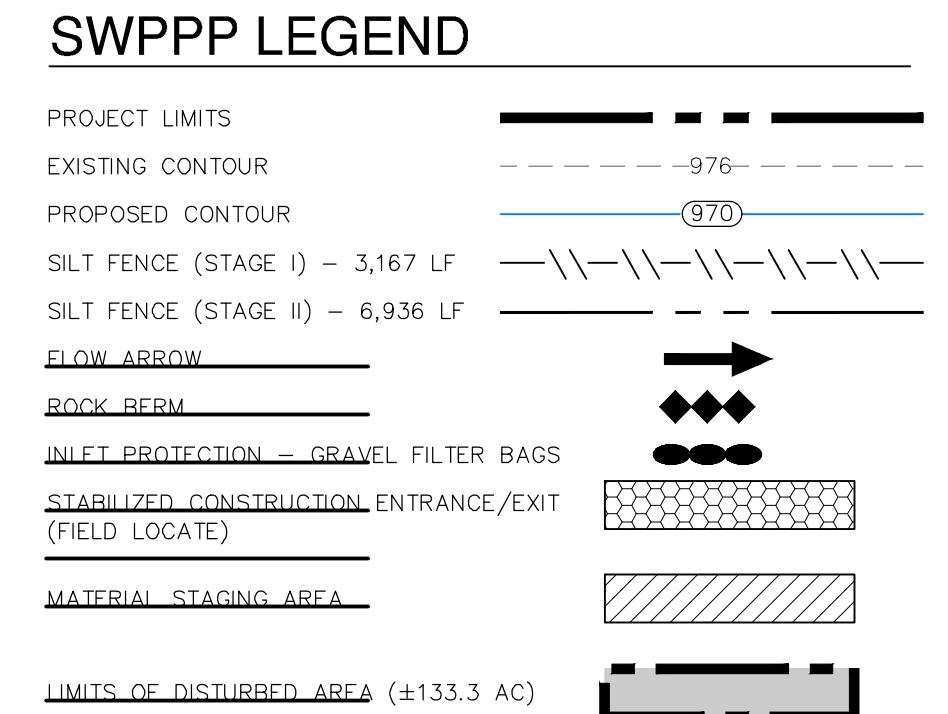 SWPPP LEGEND
PROJECT LIMITS
EXISTING CONTOUR 976
PROPOSED CONTOUR 970
SILT FENCE (STAGE I) – 3,167 LF
SILT FENCE (STAGE II) – 6,936 LF
FLOW ARROW
ROCK BERM
INLET PROTECTION – GRAVEL FILTER BAGS
STABILIZED CONSTRUCTION ENTRANCE/EXIT
(FIELD LOCATE)
MATERIAL STAGING AREA
LIMITS OF DISTURBED AREA (±133.3 AC)